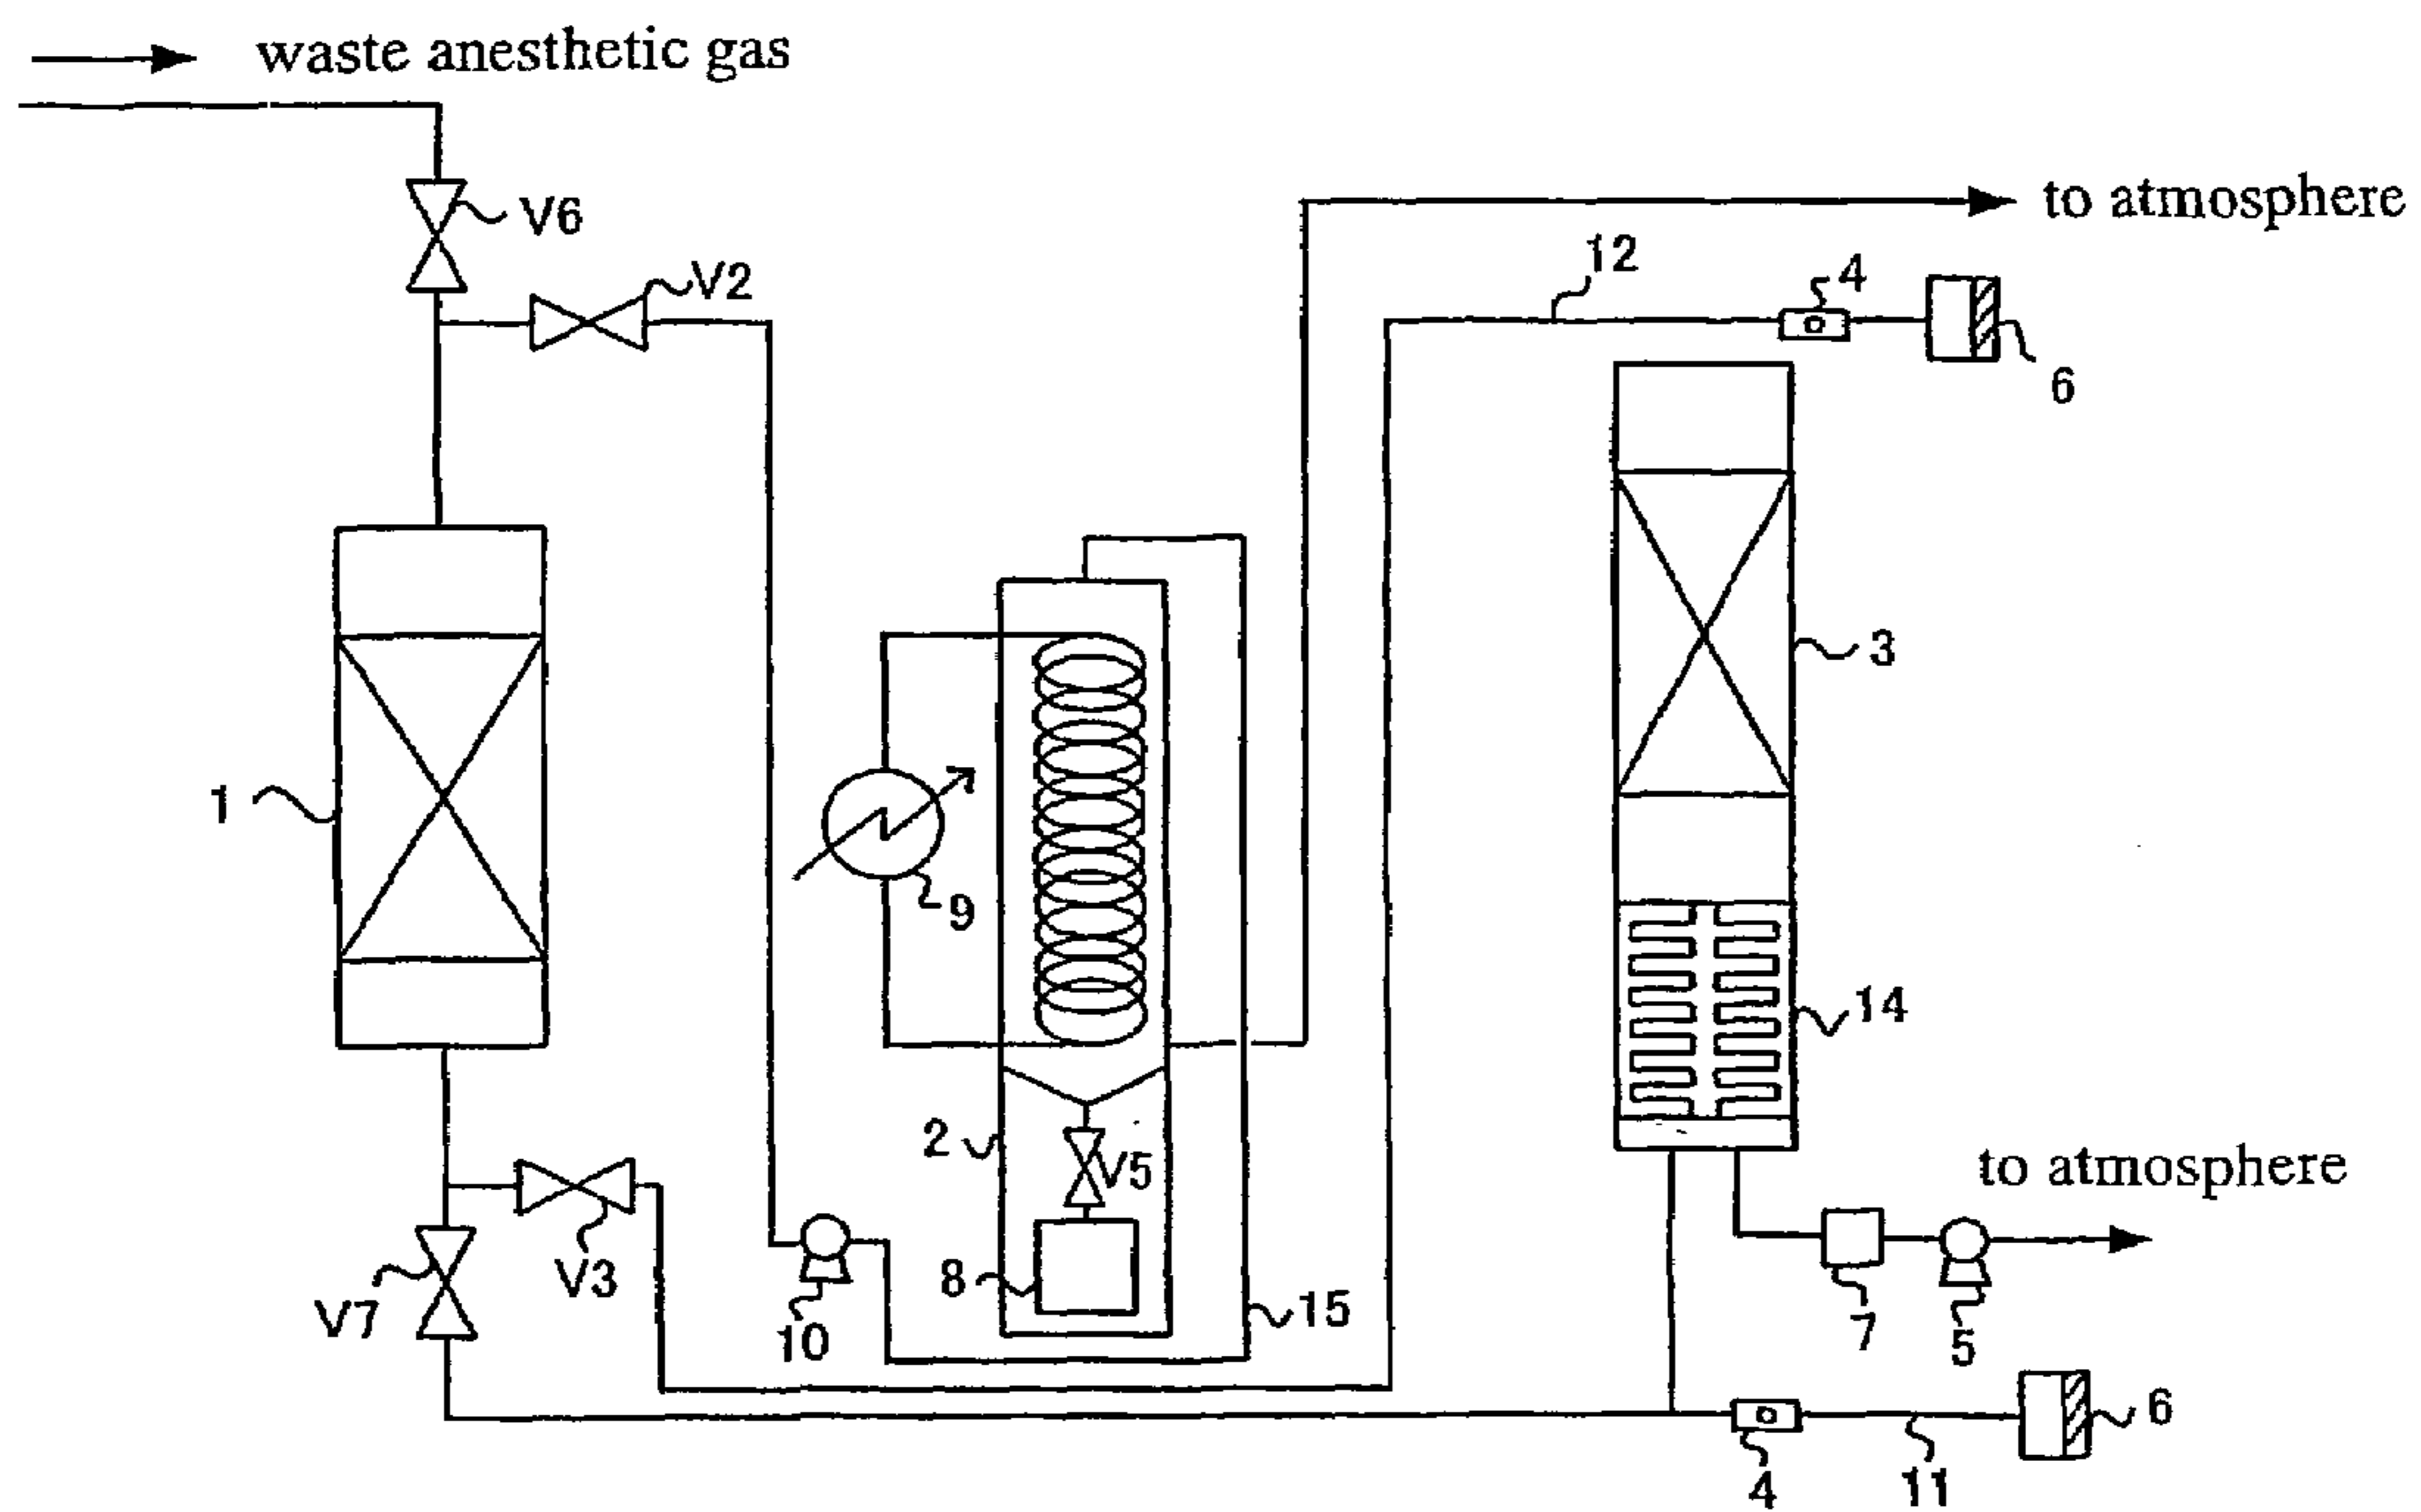 waste anesthetic gas
V6
to atmosphere
V2
12
4
6
3
1
9
14
2
V5
to atmosphere
V3
8
15
V7
10
7
5
6
4
11